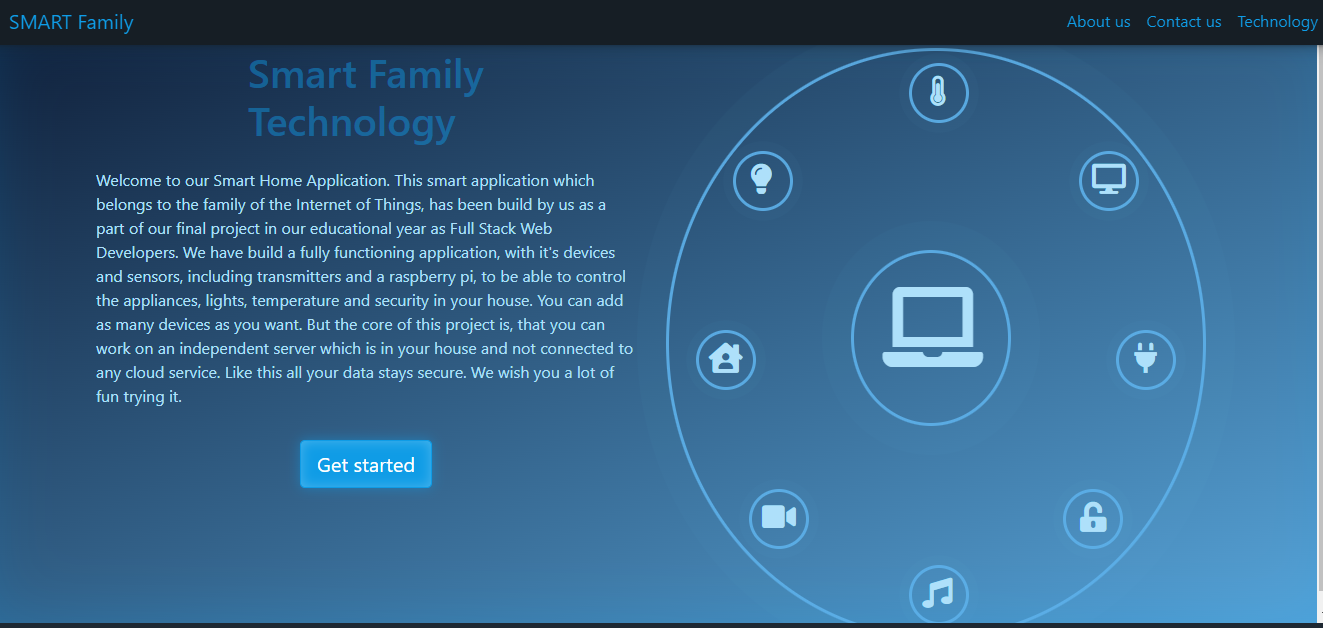 SMART Family
About us Contact us Technology
Smart Family
Technology
Welcome to our Smart Home Application. This smart application which
belongs to the family of the Internet of Things, has been build by us as a
part of our final project in our educational year as Full Stack Web
Developers. We have build a fully functioning application, with it's devices
and sensors, including transmitters and a raspberry pi, to be able to control
the appliances, lights, temperature and security in your house. You can add
as many devices as you want. But the core of this project is, that you can
work on an independent server which is in your house and not connected to
any cloud service. Like this all your data stays secure. We wish you a lot of
fun trying it.
Get started